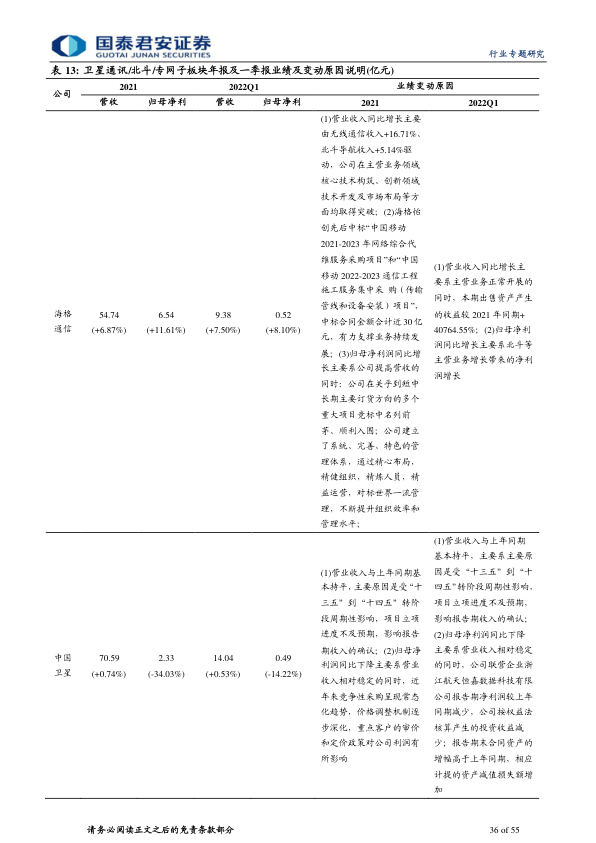 国泰君安证券
GUOTAI JUNAN SECURITIES
行业专题研究
表 13: 卫星通讯/北斗/专网子板块年报及一季报业绩及变动原因说明(亿元)
公司 2021 2022Q1 业绩变动原因
营收 归母净利 营收 归母净利 2021 2022Q1
海格
通信
54.74 6.54 9.38 0.52
(+6.87%) (+11.61%) (+7.50%) (+8.10%)
(1)营业收入同比增长主要
由无线通信收入+16.71%、
北斗导航收入+5.14%驱
动，公司在主营业务领域
核心技术构筑、创新领域
技术开发及市场布局等方
面均取得突破；(2)海格怡
创先后中标“中国移动
2021-2023 年网络综合代
维服务采购项目”和“中国
移动 2022-2023 通信工程
施工服务集中采 购（传输
管线和设备安装）项目”，
中标合同金额合计近 30 亿
元，有力支撑业务持续发
展；(3)归母净利润同比增
长主要系公司提高营收的
同时：公司在关乎到短中
长期主要订货方向的多个
重大项目竞标中名列前
茅、顺利入围；公司建立
了系统、完善、特色的管
理体系，通过精心布局，
精健组织，精炼人员，精
益运营，对标世界一流管
理，不断提升组织效率和
管理水平；
(1)营业收入同比增长主
要系主营业务正常开展的
同时，本期出售资产产生
的收益较 2021 年同期+
40764.55%；(2)归母净利
润同比增长主要系北斗等
主营业务增长带来的净利
润增长
中国
卫星
70.59 2.33 14.04 0.49
(+0.74%) (-34.03%) (+0.53%) (-14.22%)
(1)营业收入与上年同期基
本持平，主要原因是受“十
三五”到“十四五”转阶
段周期性影响，项目立项
进度不及预期，影响报告
期收入的确认；(2)归母净
利润同比下降主要系营业
收入相对稳定的同时，近
年来竞争性采购呈现常态
化趋势，价格调整机制逐
步深化，重点客户的审价
和定价政策对公司利润有
所影响
(1)营业收入与上年同期
基本持平，主要系主要原
因是受“十三五”到“十
四五”转阶段周期性影响，
项目立项进度不及预期，
影响报告期收入的确认；
(2)归母净利润同比下降
主要系营业收入相对稳定
的同时，公司联营企业浙
江航天恒嘉数据科技有限
公司报告期净利润较上年
同期减少，公司按权益法
核算产生的投资收益减
少；报告期末合同资产的
增幅高于上年同期，相应
计提的资产减值损失额增
加
请务必阅读正文之后的免责条款部分
36 of 55